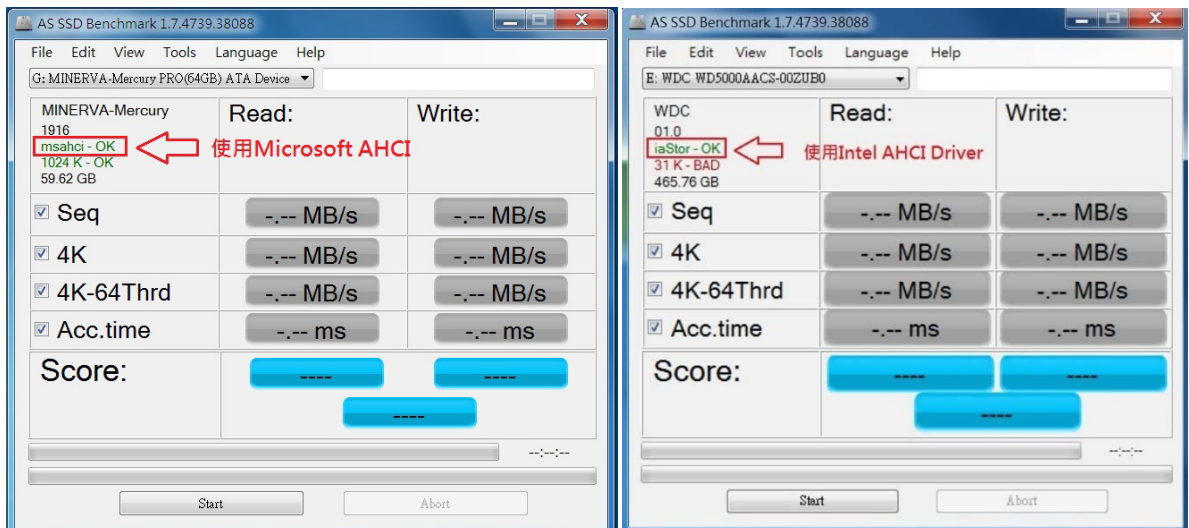 AS SSD Benchmark 1.7.4739.38088
File Edit View Tools Language Help
G: MINERVA-Mercury PRO(64GB) ATA Device
MINERVA-Mercury
1916
msahci - OK
1024 K - OK
59.62 GB
Read:
Write:
使用Microsoft AHCI
Seq
-.-- MB/s
-.-- MB/s
4K
-.-- MB/s
-.-- MB/s
4K-64Thrd
-.-- MB/s
-.-- MB/s
Acc.time
-.-- ms
-.-- ms
Score:
----
----
----
--:--:--
Start
Abort
AS SSD Benchmark 1.7.4739.38088
File Edit View Tools Language Help
E: WDC WD5000AACS-00ZUB0
WDC
01.0
iaStor - OK
31 K - BAD
465.76 GB
Read:
Write:
使用Intel AHCI Driver
Seq
-.-- MB/s
-.-- MB/s
4K
-.-- MB/s
-.-- MB/s
4K-64Thrd
-.-- MB/s
-.-- MB/s
Acc.time
-.-- ms
-.-- ms
Score:
----
----
----
--:--:--
Start
Abort